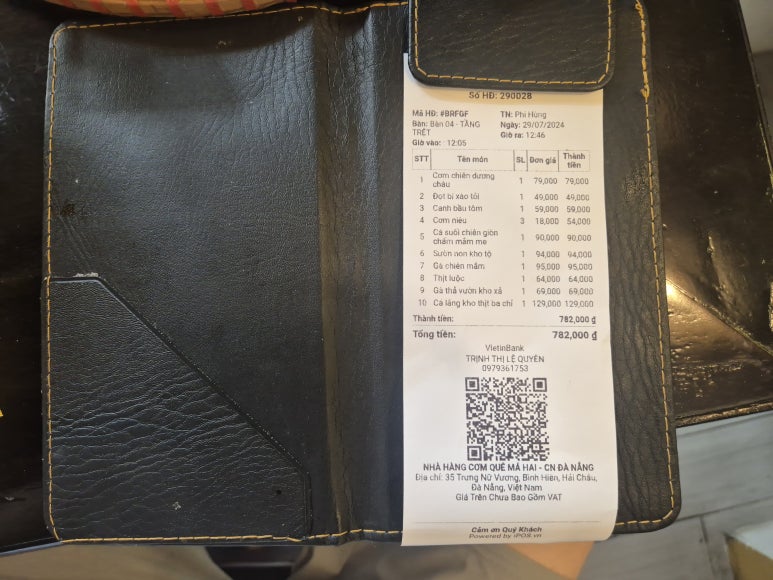 Số HĐ: 290028
Mã HĐ: #BRFGF TN: Phi Hùng
Bàn: Bàn 04 - TẦNG Ngày: 29/07/2024
TRỆT Giờ ra: 12:46
Giờ vào: 12:05
STT Tên món SL Đơn giá Thành
tiền
1 Cơm chiên dương
châu 1 79,000 79,000
2 Đọt bí xào tỏi 1 49,000 49,000
3 Canh bầu tôm 1 59,000 59,000
4 Cơm niêu 3 18,000 54,000
5 Cá suối chiên giòn
chấm mắm me 1 90,000 90,000
6 Sườn non kho tộ 1 94,000 94,000
7 Gà chiên mắm 1 95,000 95,000
8 Thịt luộc 1 64,000 64,000
9 Gà thả vườn kho xả 1 69,000 69,000
10 Cá lăng kho thịt ba chỉ 1 129,000 129,000
Thành tiền: 782,000 ₫
Tổng tiền: 782,000 ₫
VietinBank
TRỊNH THỊ LỆ QUYÊN
0979361753
NHÀ HÀNG CƠM QUÊ MÁ HAI - CN ĐÀ NẴNG
Địa chỉ: 35 Trưng Nữ Vương, Bình Hiên, Hải Châu,
Đà Nẵng, Việt Nam
Giá Trên Chưa Bao Gồm VAT
Cảm ơn Quý Khách
Powered by iPOS.vn